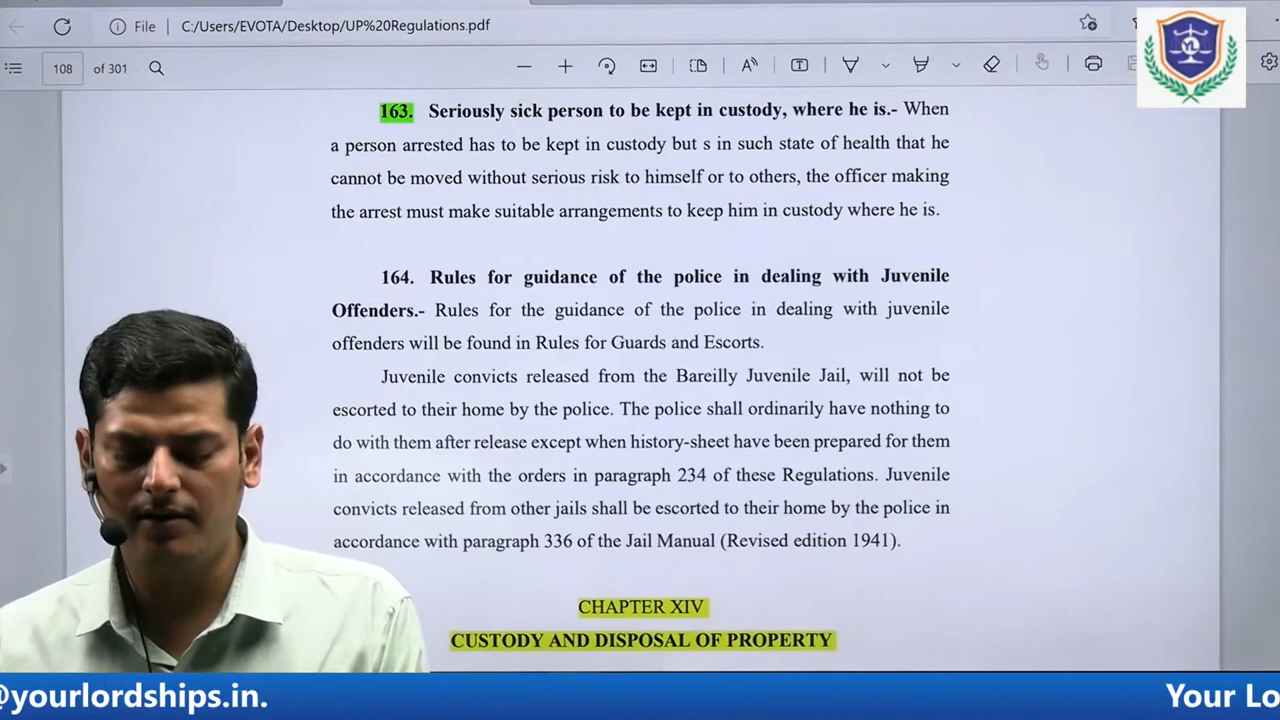 File
C:/Users/EVOTA/Desktop/UP%20Regulations.pdf
108 of 301
163. Seriously sick person to be kept in custody, where he is.- When
a person arrested has to be kept in custody but s in such state of health that he
cannot be moved without serious risk to himself or to others, the officer making
the arrest must make suitable arrangements to keep him in custody where he is.
164. Rules for guidance of the police in dealing with Juvenile
Offenders.- Rules for the guidance of the police in dealing with juvenile
offenders will be found in Rules for Guards and Escorts.
Juvenile convicts released from the Bareilly Juvenile Jail, will not be
escorted to their home by the police. The police shall ordinarily have nothing to
do with them after release except when history-sheet have been prepared for them
in accordance with the orders in paragraph 234 of these Regulations. Juvenile
convicts released from other jails shall be escorted to their home by the police in
accordance with paragraph 336 of the Jail Manual (Revised edition 1941).
CHAPTER XIV
CUSTODY AND DISPOSAL OF PROPERTY
@yourlordships.in. Your Lo